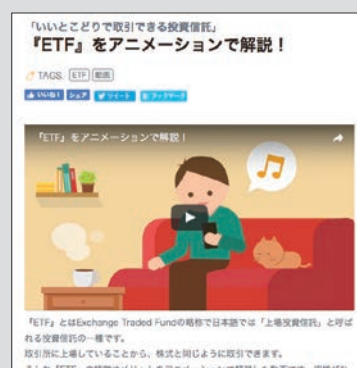 「いいとこどりで取引できる投資信託」
『ETF』をアニメーションで解説！
TAGS. ETF 動画
いいね! シェア ツイート B!ブックマーク
『ETF』をアニメーションで解説！
『ETF』とはExchange Traded Fundの略称で日本語では「上場投資信託」と呼ば
れる投資信託の一種です。
取引所に上場していることから、株式と同じように取引できます。